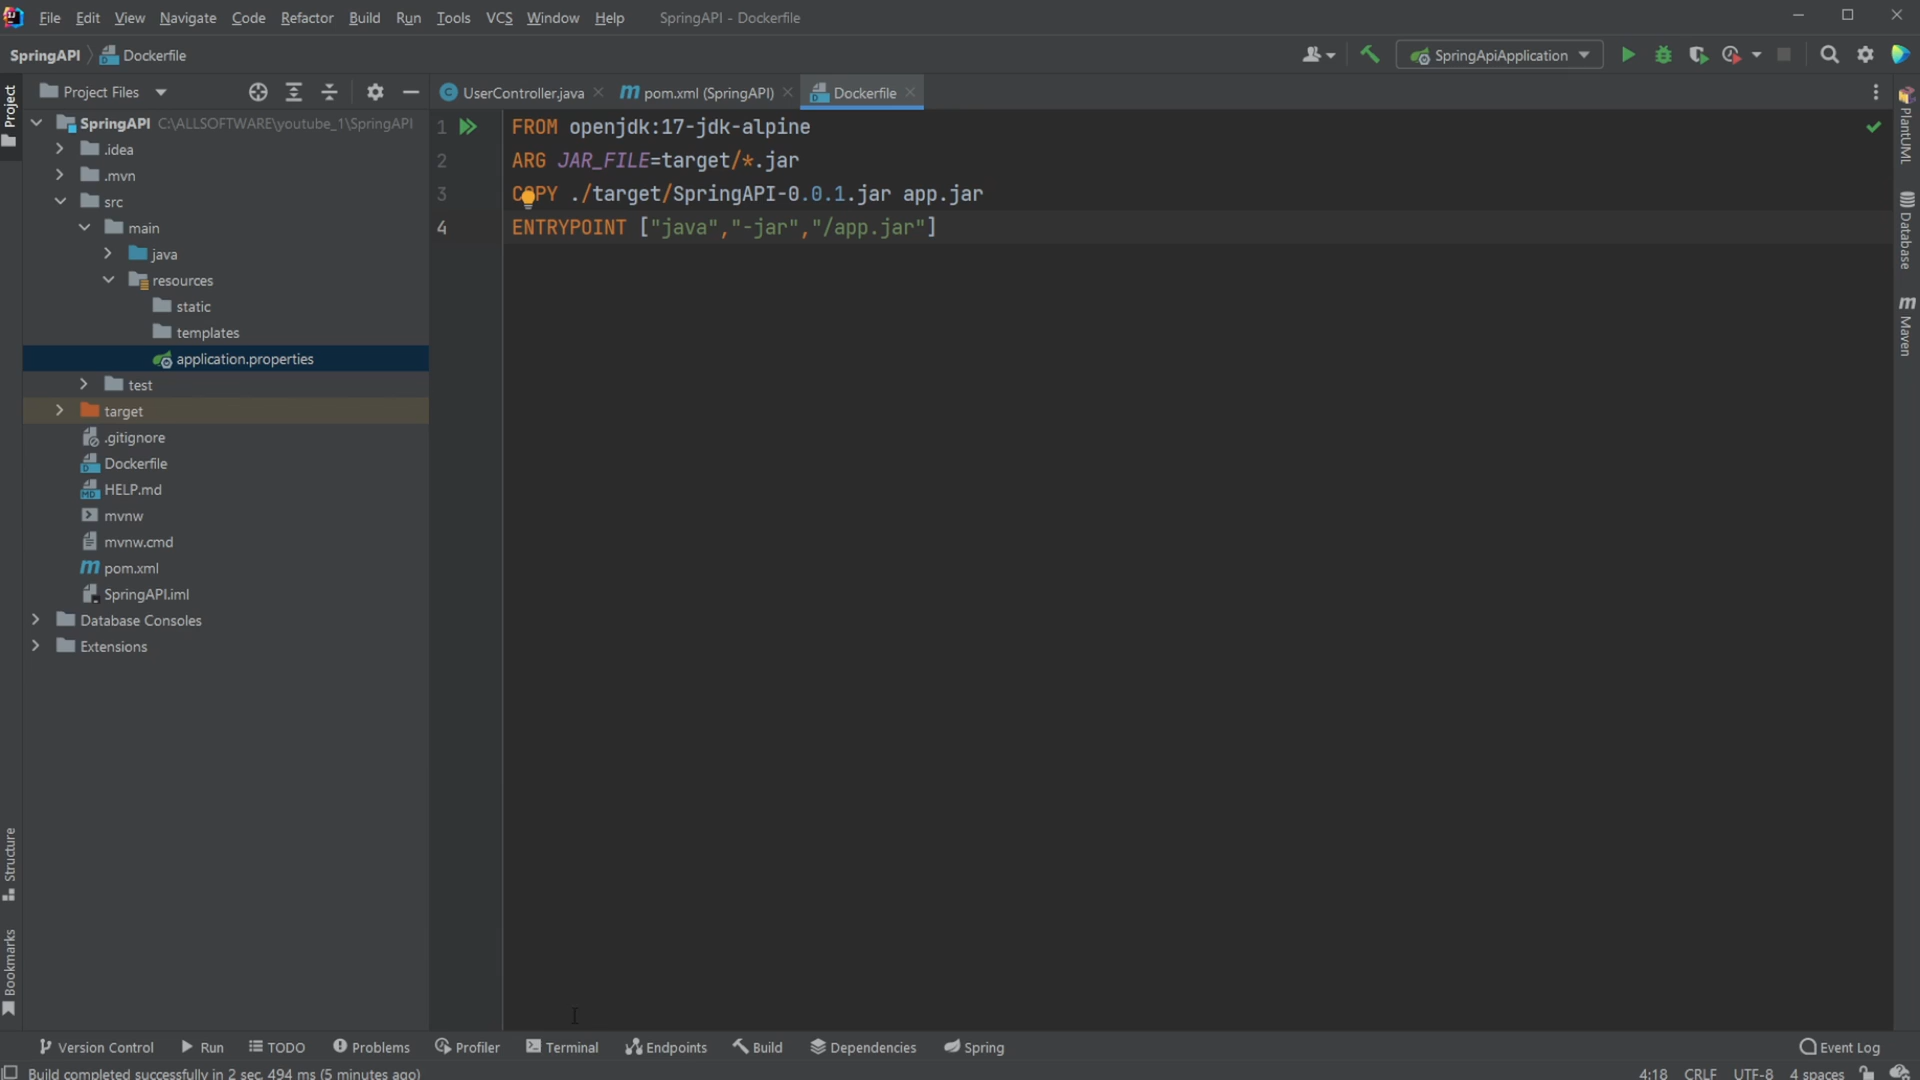 File Edit View Navigate Code Refactor Build Run Tools VCS Window Help SpringAPI - Dockerfile
SpringAPI Dockerfile SpringApiApplication
Project Files UserController.java pom.xml (SpringAPI) Dockerfile
Project
SpringAPI C:\ALLSOFTWARE\youtube_1\SpringAPI
.idea
.mvn
src
main
java
resources
static
templates
application.properties
test
target
.gitignore
Dockerfile
HELP.md
mvnw
mvnw.cmd
pom.xml
SpringAPI.iml
Database Consoles
Extensions
1 FROM openjdk:17-jdk-alpine
2 ARG JAR_FILE=target/*.jar
3 COPY ./target/SpringAPI-0.0.1.jar app.jar
4 ENTRYPOINT ["java","-jar","/app.jar"]
PlantUML
Database
Maven
Structure
Bookmarks
Version Control Run TODO Problems Profiler Terminal Endpoints Build Dependencies Spring Event Log
Build completed successfully in 2 sec, 494 ms (5 minutes ago) 4:18 CRLF UTF-8 4 spaces